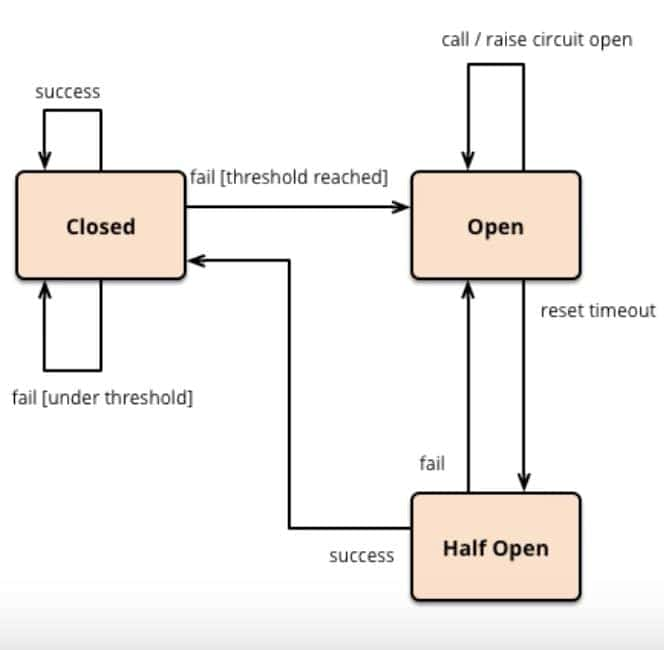 call / raise circuit open
success
fail [threshold reached]
Closed
Open
reset timeout
fail [under threshold]
fail
Half Open
success